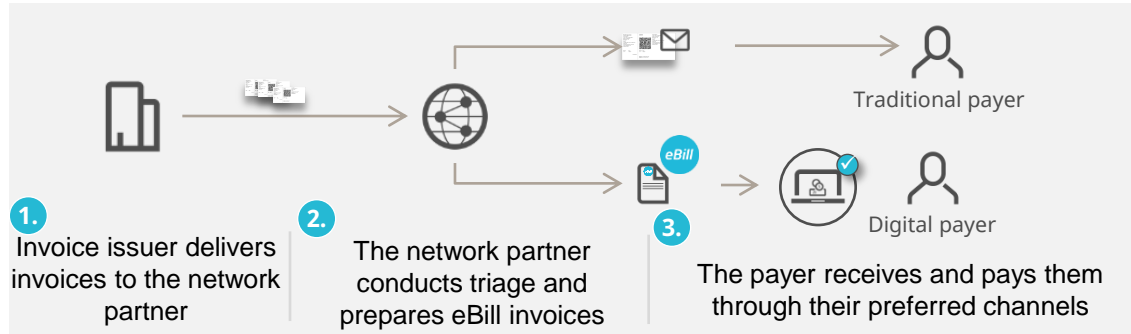 Traditional payer
eBill
Digital payer
1.
Invoice issuer delivers
invoices to the network
partner
2.
The network partner
conducts triage and
prepares eBill invoices
3.
The payer receives and pays them
through their preferred channels